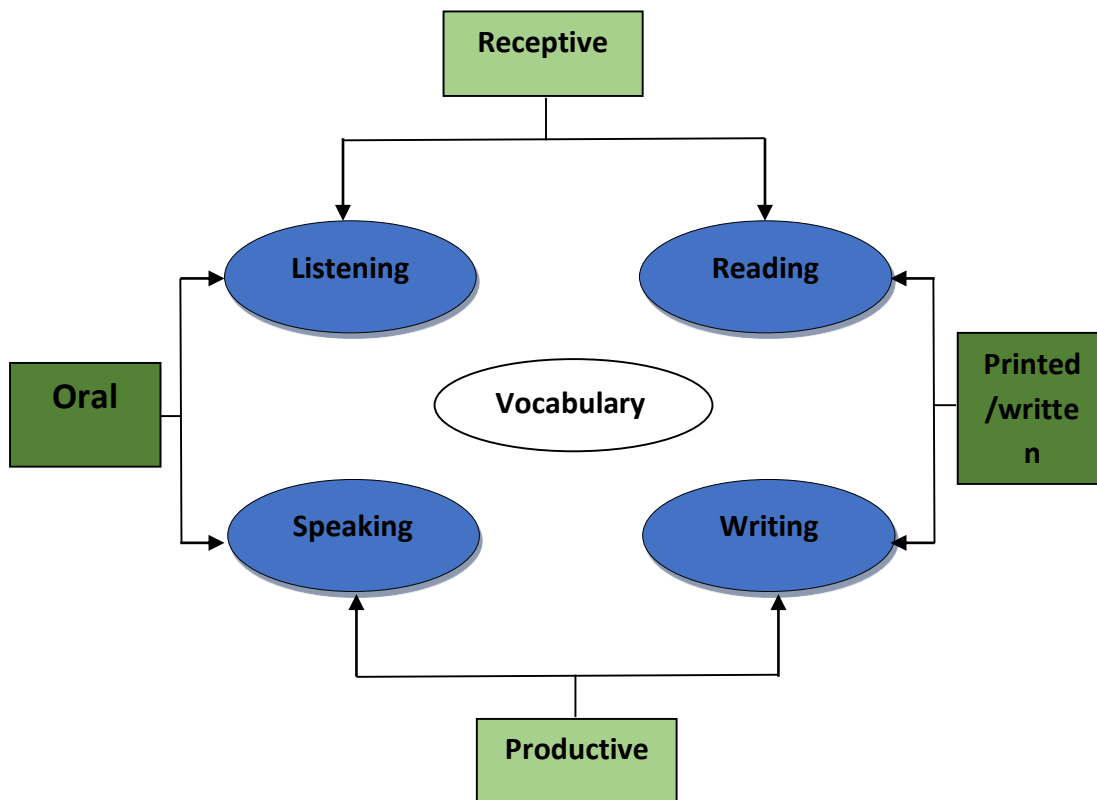 Receptive
Listening
Reading
Oral
Vocabulary
Printed
/writte
n
Speaking
Writing
Productive